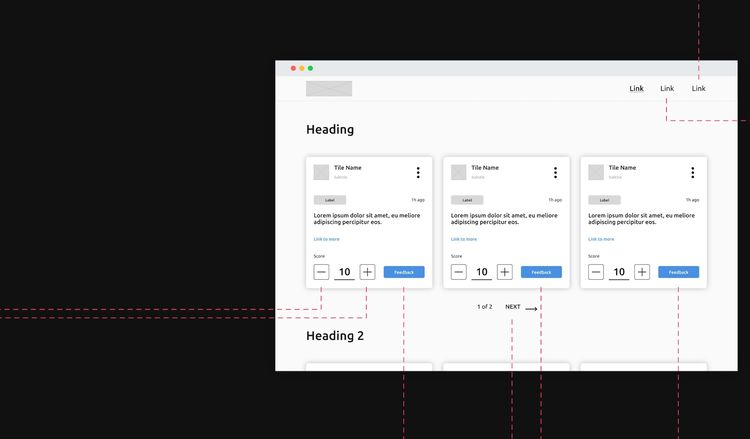 Link Link Link
Heading
Tile Name
Subtitle
Label 1h ago
Lorem ipsum dolor sit amet, eu meliore
adipiscing percipitur eos.
Link to more
Score
10 Feedback
Tile Name
Subtitle
Label 1h ago
Lorem ipsum dolor sit amet, eu meliore
adipiscing percipitur eos.
Link to more
Score
10 Feedback
Tile Name
Subtitle
Label 1h ago
Lorem ipsum dolor sit amet, eu meliore
adipiscing percipitur eos.
Link to more
Score
10 Feedback
1 of 2 NEXT
Heading 2